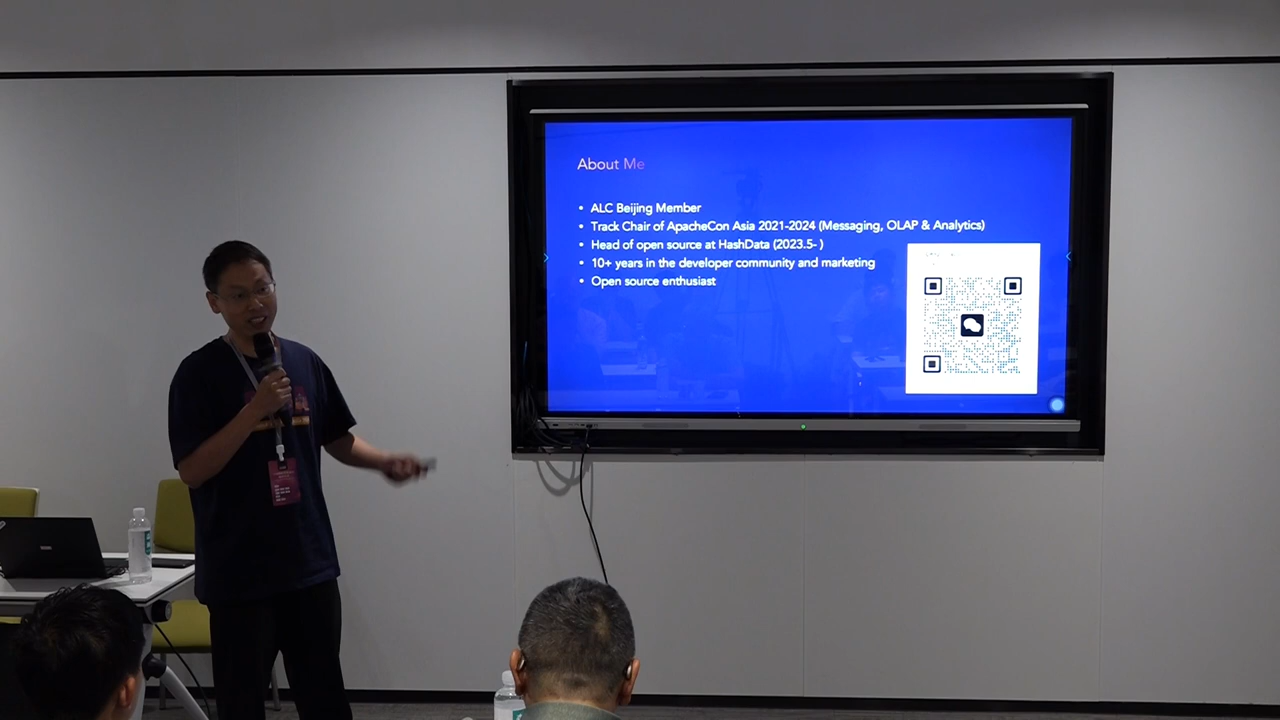 About Me
• ALC Beijing Member
• Track Chair of ApacheCon Asia 2021-2024 (Messaging, OLAP & Analytics)
• Head of open source at HashData (2023.5- )
• 10+ years in the developer community and marketing
• Open source enthusiast